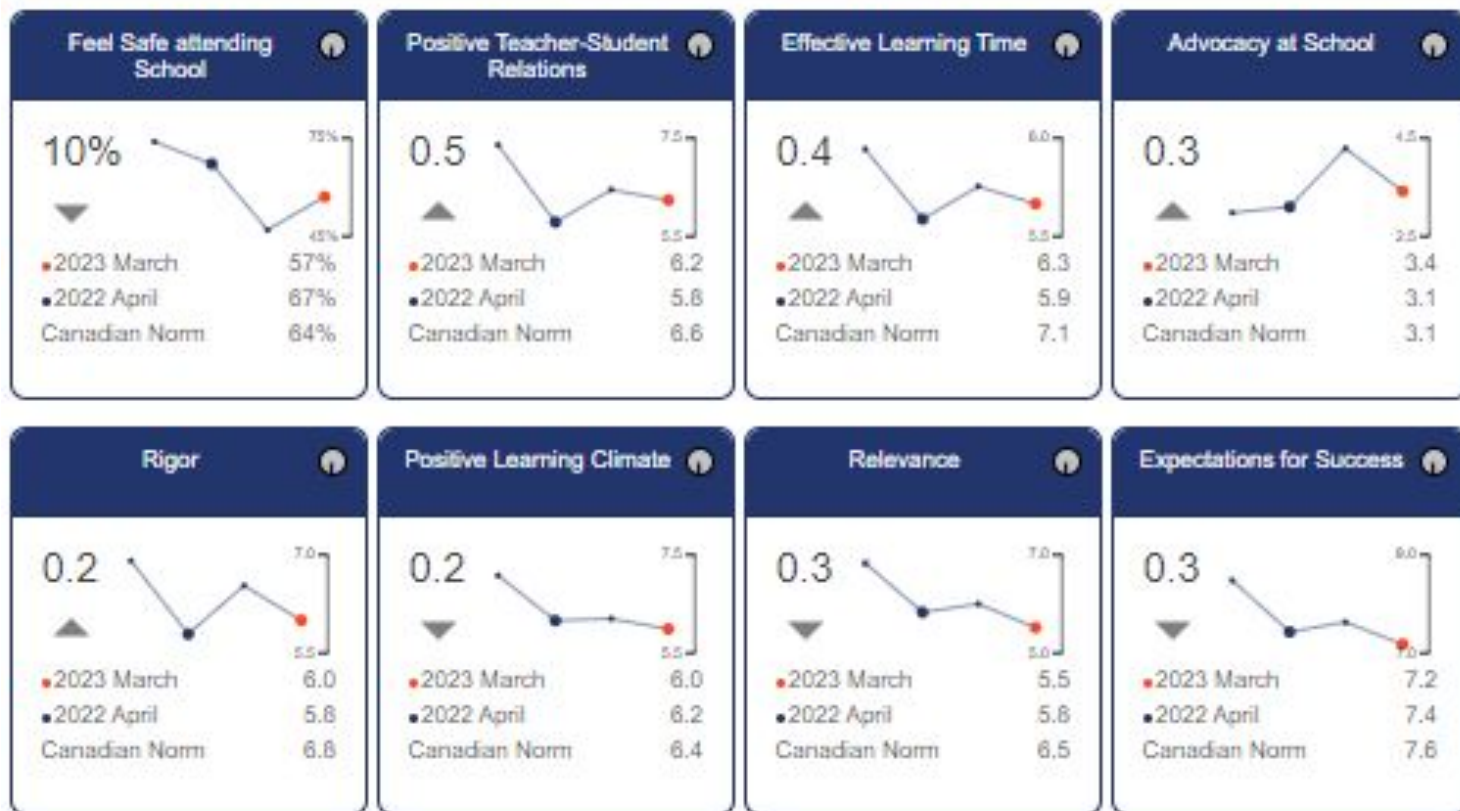 Feel Safe attending
School
10%
75%
45%
2023 March 57%
2022 April 67%
Canadian Norm 64%
Positive Teacher-Student
Relations
0.5
7.5
5.5
2023 March 6.2
2022 April 5.8
Canadian Norm 6.6
Effective Learning Time
0.4
8.0
5.5
2023 March 6.3
2022 April 5.9
Canadian Norm 7.1
Advocacy at School
0.3
4.5
2.5
2023 March 3.4
2022 April 3.1
Canadian Norm 3.1
Rigor
0.2
7.0
5.5
2023 March 6.0
2022 April 5.8
Canadian Norm 6.8
Positive Learning Climate
0.2
7.5
5.5
2023 March 6.0
2022 April 6.2
Canadian Norm 6.4
Relevance
0.3
7.0
5.0
2023 March 5.5
2022 April 5.8
Canadian Norm 6.5
Expectations for Success
0.3
9.0
7.0
2023 March 7.2
2022 April 7.4
Canadian Norm 7.6